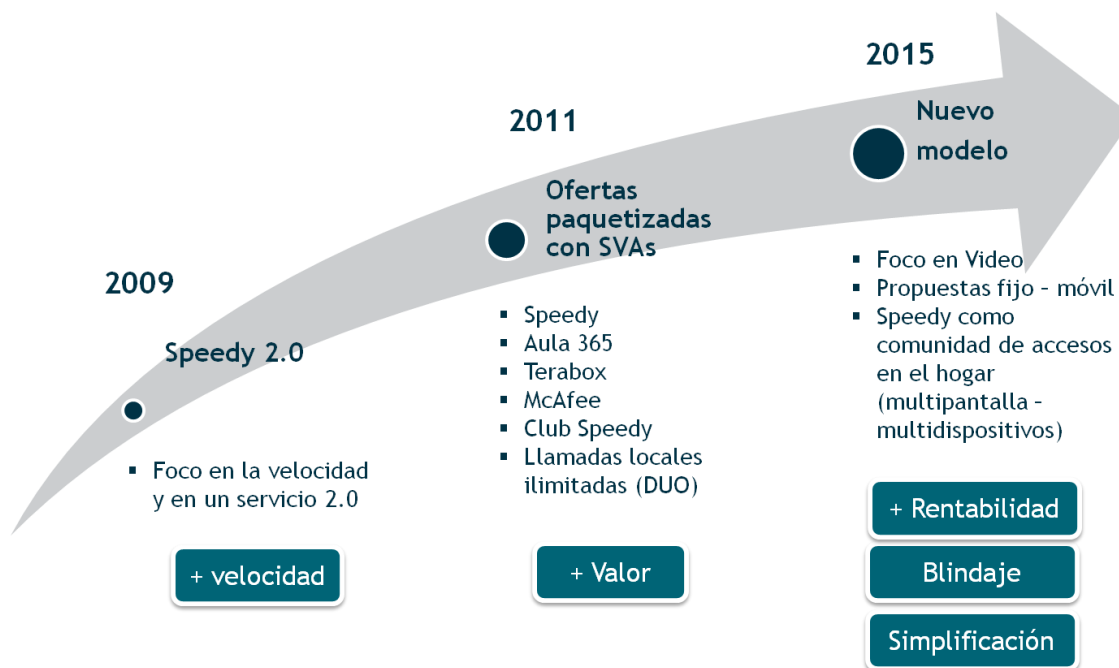 2009
Speedy 2.0
▪ Foco en la velocidad
y en un servicio 2.0
+ velocidad
2011
Ofertas
paquetizadas
con SVAs
▪ Speedy
▪ Aula 365
▪ Terabox
▪ McAfee
▪ Club Speedy
▪ Llamadas locales
ilimitadas (DUO)
+ Valor
2015
Nuevo
modelo
▪ Foco en Video
▪ Propuestas fijo – móvil
▪ Speedy como
comunidad de accesos
en el hogar
(multipantalla –
multidispositivos)
+ Rentabilidad
Blindaje
Simplificación